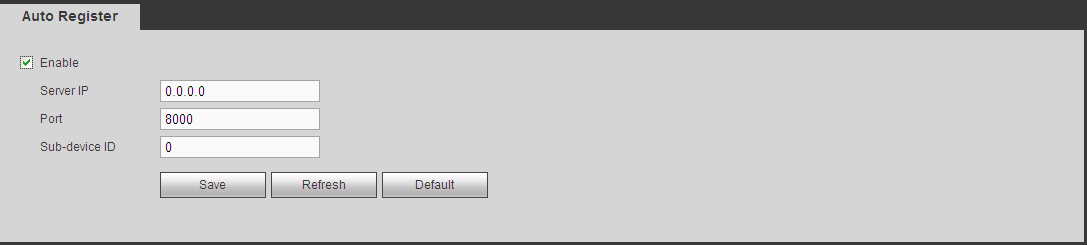 Auto Register
Enable
Server IP 0.0.0.0
Port 8000
Sub-device ID 0
Save Refresh Default